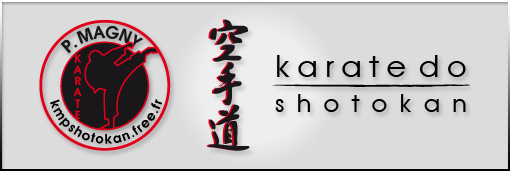 P. MAGNY
KARATE
kmpshotokan.free.fr
空手道
karate do
shotokan